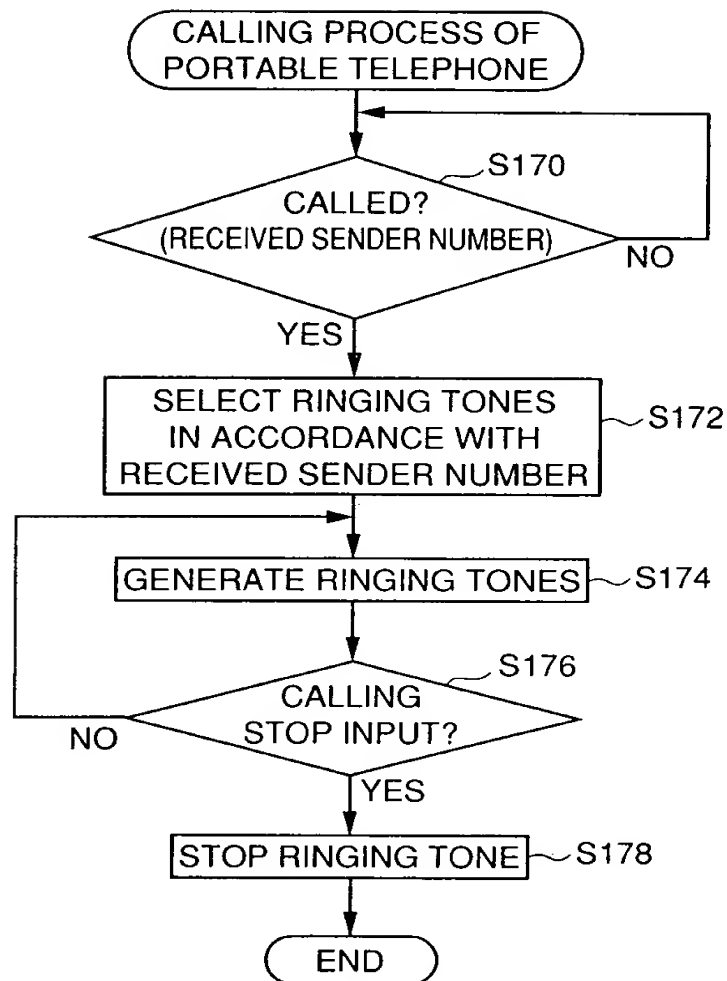 CALLING PROCESS OF
PORTABLE TELEPHONE
S170
CALLED?
(RECEIVED SENDER NUMBER)
NO
YES
SELECT RINGING TONES
IN ACCORDANCE WITH
RECEIVED SENDER NUMBER
S172
GENERATE RINGING TONES
S174
S176
CALLING
STOP INPUT?
NO
YES
STOP RINGING TONE
S178
END